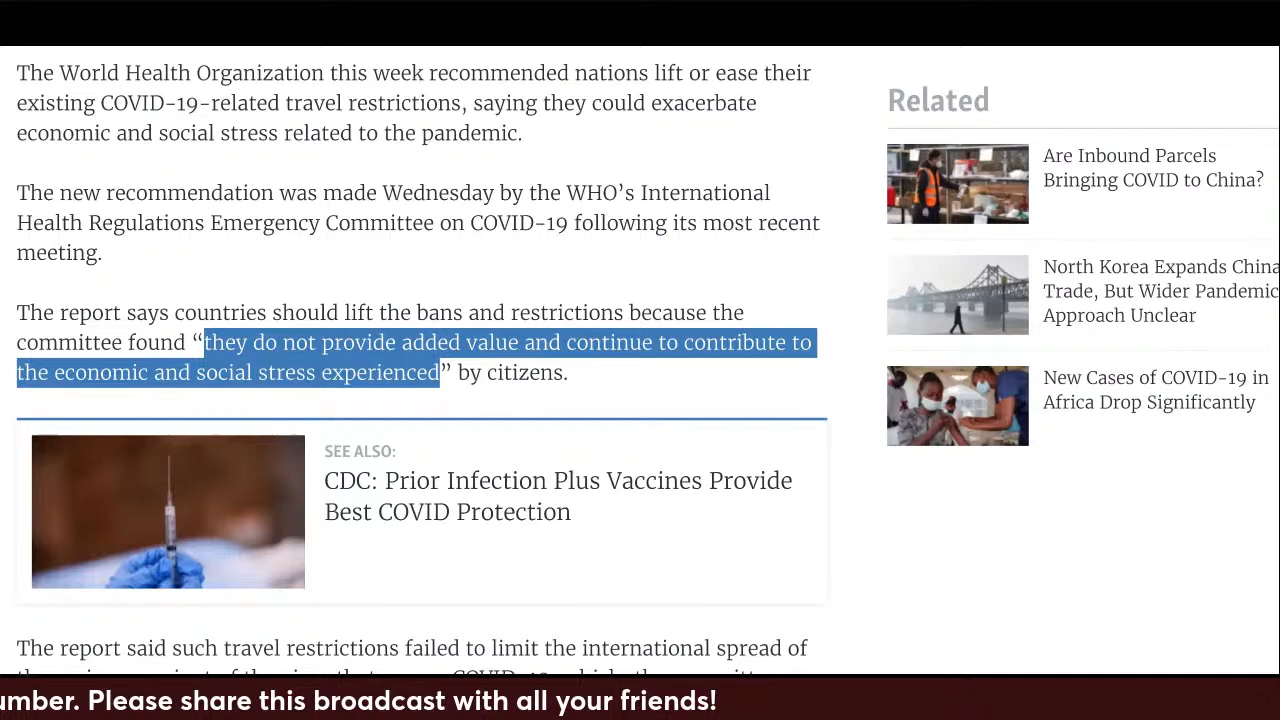 The World Health Organization this week recommended nations lift or ease their
existing COVID-19-related travel restrictions, saying they could exacerbate
economic and social stress related to the pandemic.
The new recommendation was made Wednesday by the WHO’s International
Health Regulations Emergency Committee on COVID-19 following its most recent
meeting.
The report says countries should lift the bans and restrictions because the
committee found “they do not provide added value and continue to contribute to
the economic and social stress experienced” by citizens.
SEE ALSO:
CDC: Prior Infection Plus Vaccines Provide
Best COVID Protection
The report said such travel restrictions failed to limit the international spread of
Related
Are Inbound Parcels
Bringing COVID to China?
North Korea Expands China
Trade, But Wider Pandemic
Approach Unclear
New Cases of COVID-19 in
Africa Drop Significantly
umber. Please share this broadcast with all your friends!